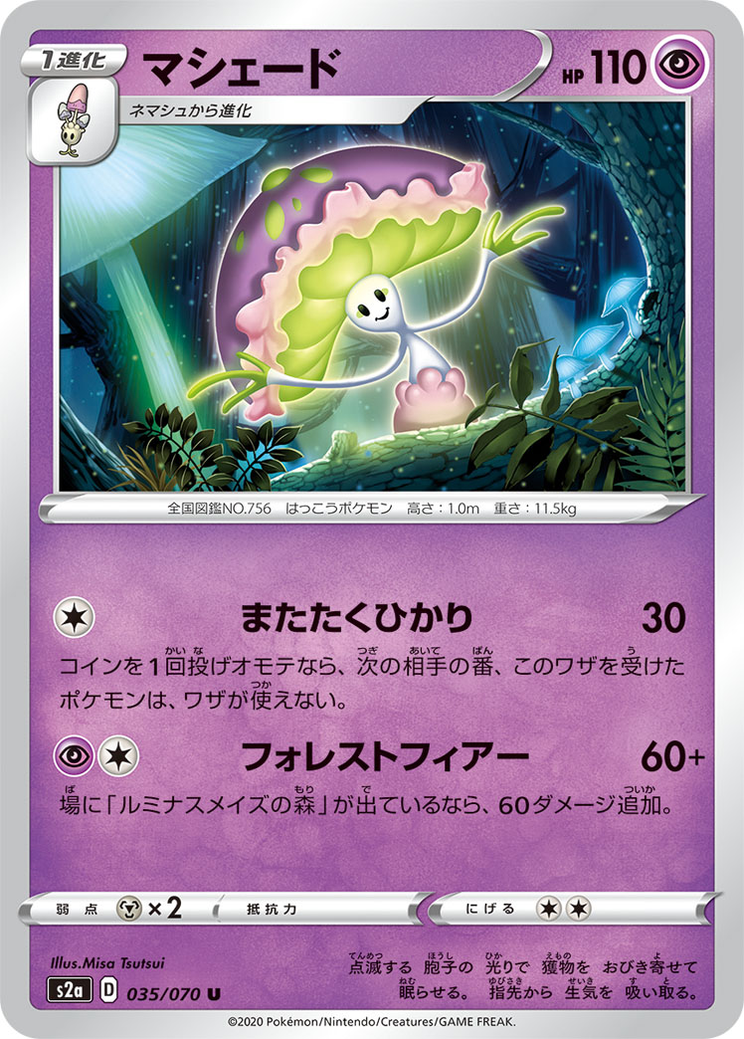 1進化 マシェード HP 110
ネマシュから進化
全国図鑑NO.756 はっこうポケモン 高さ:1.0m 重さ:11.5kg
またたくひかり 30
コインを1回投げオモテなら、次の相手の番、このワザを受けた
ポケモンは、ワザが使えない。
フォレストフィアー 60+
場に「ルミナスメイズの森」が出ているなら、60ダメージ追加。
弱点 ×2 抵抗力 にげる
Illus.Misa Tsutsui
点滅する 胞子の 光りで 獲物を おびき寄せて
眠らせる。指先から 生気を 吸い取る。
s2a D 035/070 U
©2020 Pokémon/Nintendo/Creatures/GAME FREAK.